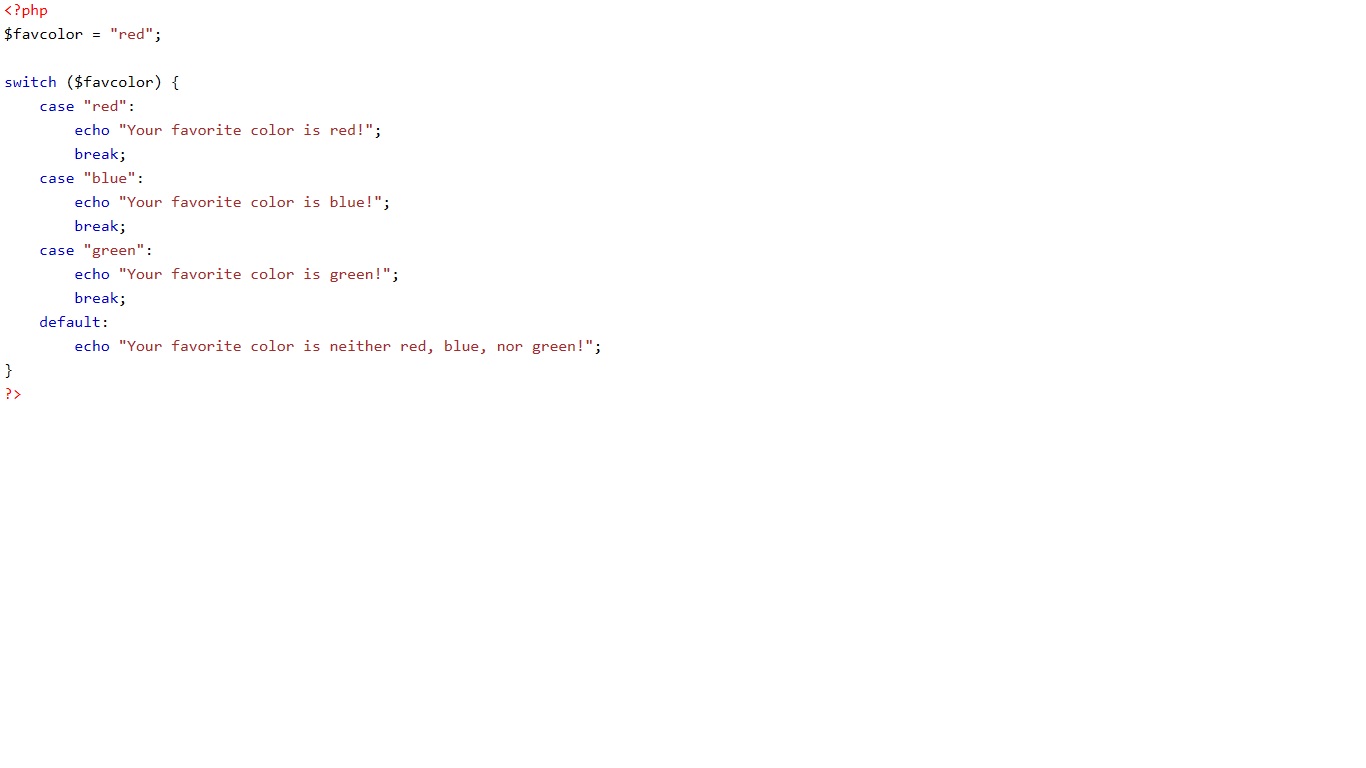 <?php
$favcolor = "red";

switch ($favcolor) {
    case "red":
        echo "Your favorite color is red!";
        break;
    case "blue":
        echo "Your favorite color is blue!";
        break;
    case "green":
        echo "Your favorite color is green!";
        break;
    default:
        echo "Your favorite color is neither red, blue, nor green!";
}
?>